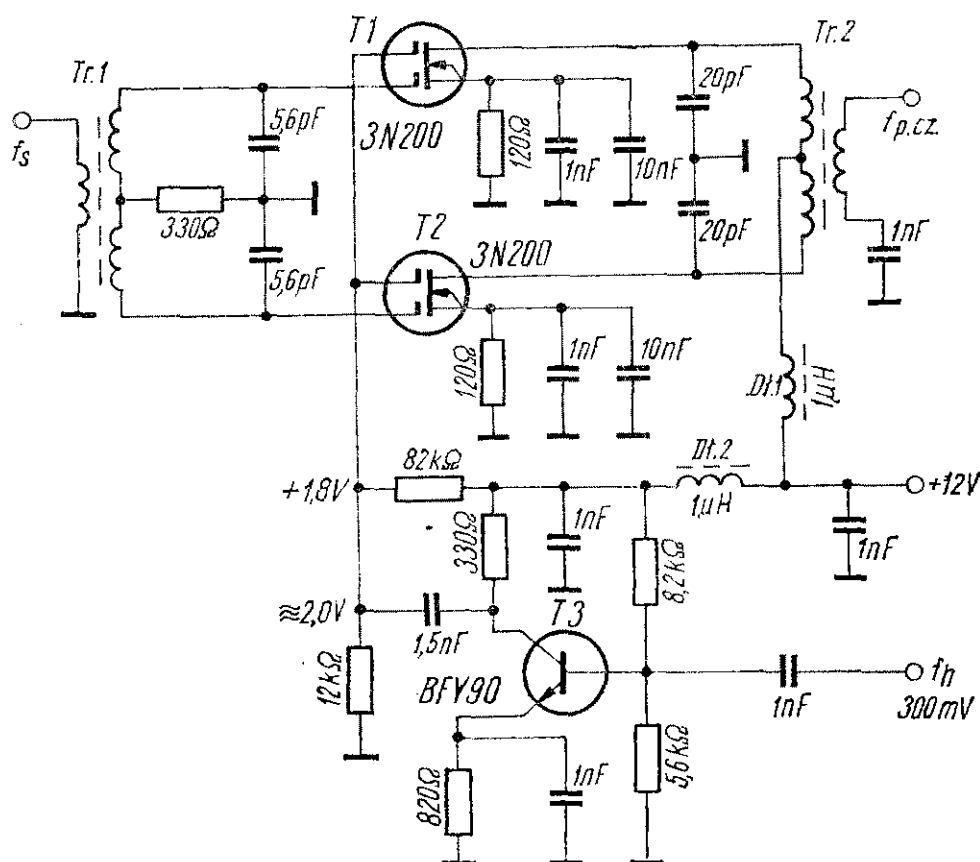 T1
Tr.2
Tr.1
20pF
5,6pF
3N200
120Ω
1nF
10nF
fs
fp.cz.
330Ω
T2
20pF
1nF
5,6pF
3N200
120Ω
1nF
10nF
Dł.1
1μH
82kΩ
Dł.2
+1,8V
1μH
+12V
330Ω
1nF
8,2kΩ
1nF
≋2,0V
T3
1,5nF
12kΩ
BFY90
fh
1nF
300mV
820Ω
1nF
5,6kΩ